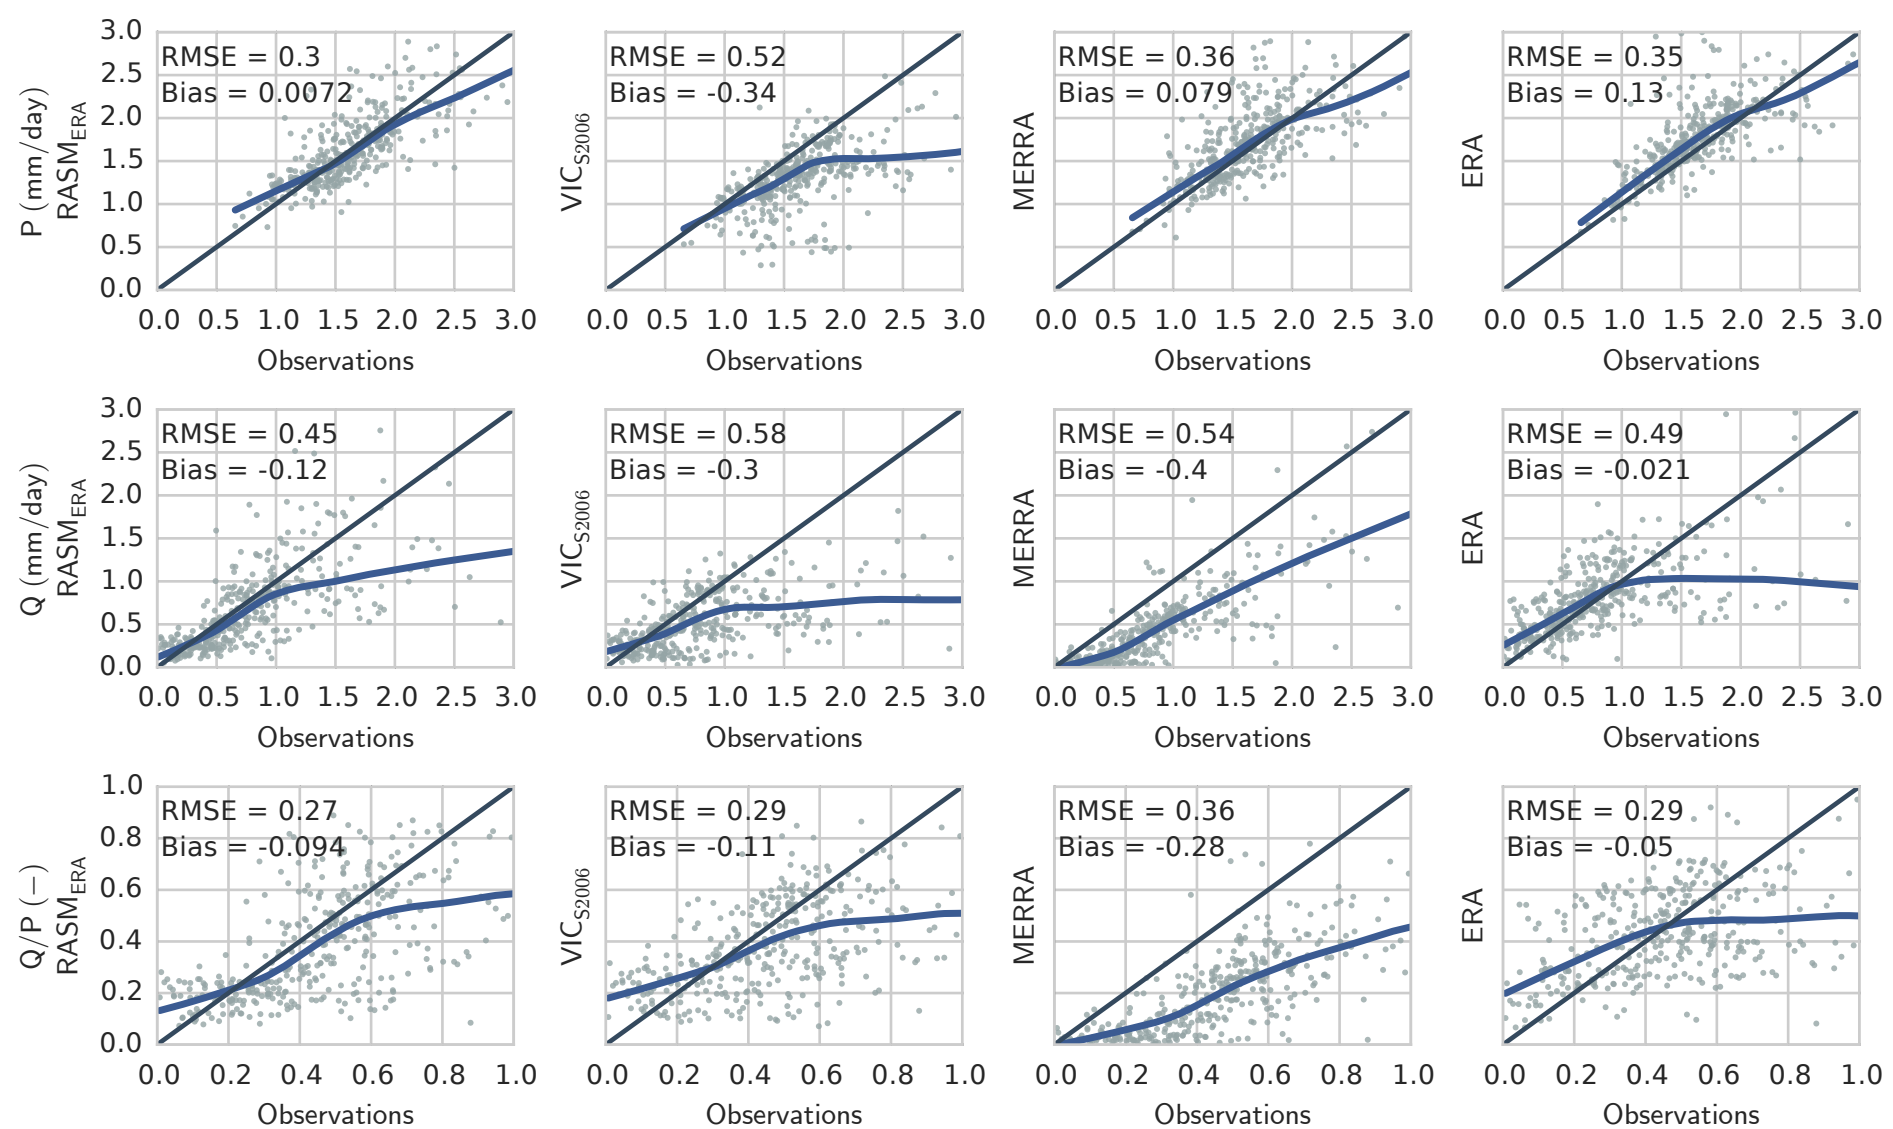 3.0
2.5
2.0
1.5
1.0
0.5
0.0
P (mm/day)
RASM_ERA
RMSE = 0.3
Bias = 0.0072
0.0 0.5 1.0 1.5 2.0 2.5 3.0
Observations
VIC_S2006
RMSE = 0.52
Bias = -0.34
0.0 0.5 1.0 1.5 2.0 2.5 3.0
Observations
MERRA
RMSE = 0.36
Bias = 0.079
0.0 0.5 1.0 1.5 2.0 2.5 3.0
Observations
ERA
RMSE = 0.35
Bias = 0.13
0.0 0.5 1.0 1.5 2.0 2.5 3.0
Observations
3.0
2.5
2.0
1.5
1.0
0.5
0.0
Q (mm/day)
RASM_ERA
RMSE = 0.45
Bias = -0.12
0.0 0.5 1.0 1.5 2.0 2.5 3.0
Observations
VIC_S2006
RMSE = 0.58
Bias = -0.3
0.0 0.5 1.0 1.5 2.0 2.5 3.0
Observations
MERRA
RMSE = 0.54
Bias = -0.4
0.0 0.5 1.0 1.5 2.0 2.5 3.0
Observations
ERA
RMSE = 0.49
Bias = -0.021
0.0 0.5 1.0 1.5 2.0 2.5 3.0
Observations
1.0
0.8
0.6
0.4
0.2
0.0
Q/P (−)
RASM_ERA
RMSE = 0.27
Bias = -0.094
0.0 0.2 0.4 0.6 0.8 1.0
Observations
VIC_S2006
RMSE = 0.29
Bias = -0.11
0.0 0.2 0.4 0.6 0.8 1.0
Observations
MERRA
RMSE = 0.36
Bias = -0.28
0.0 0.2 0.4 0.6 0.8 1.0
Observations
ERA
RMSE = 0.29
Bias = -0.05
0.0 0.2 0.4 0.6 0.8 1.0
Observations